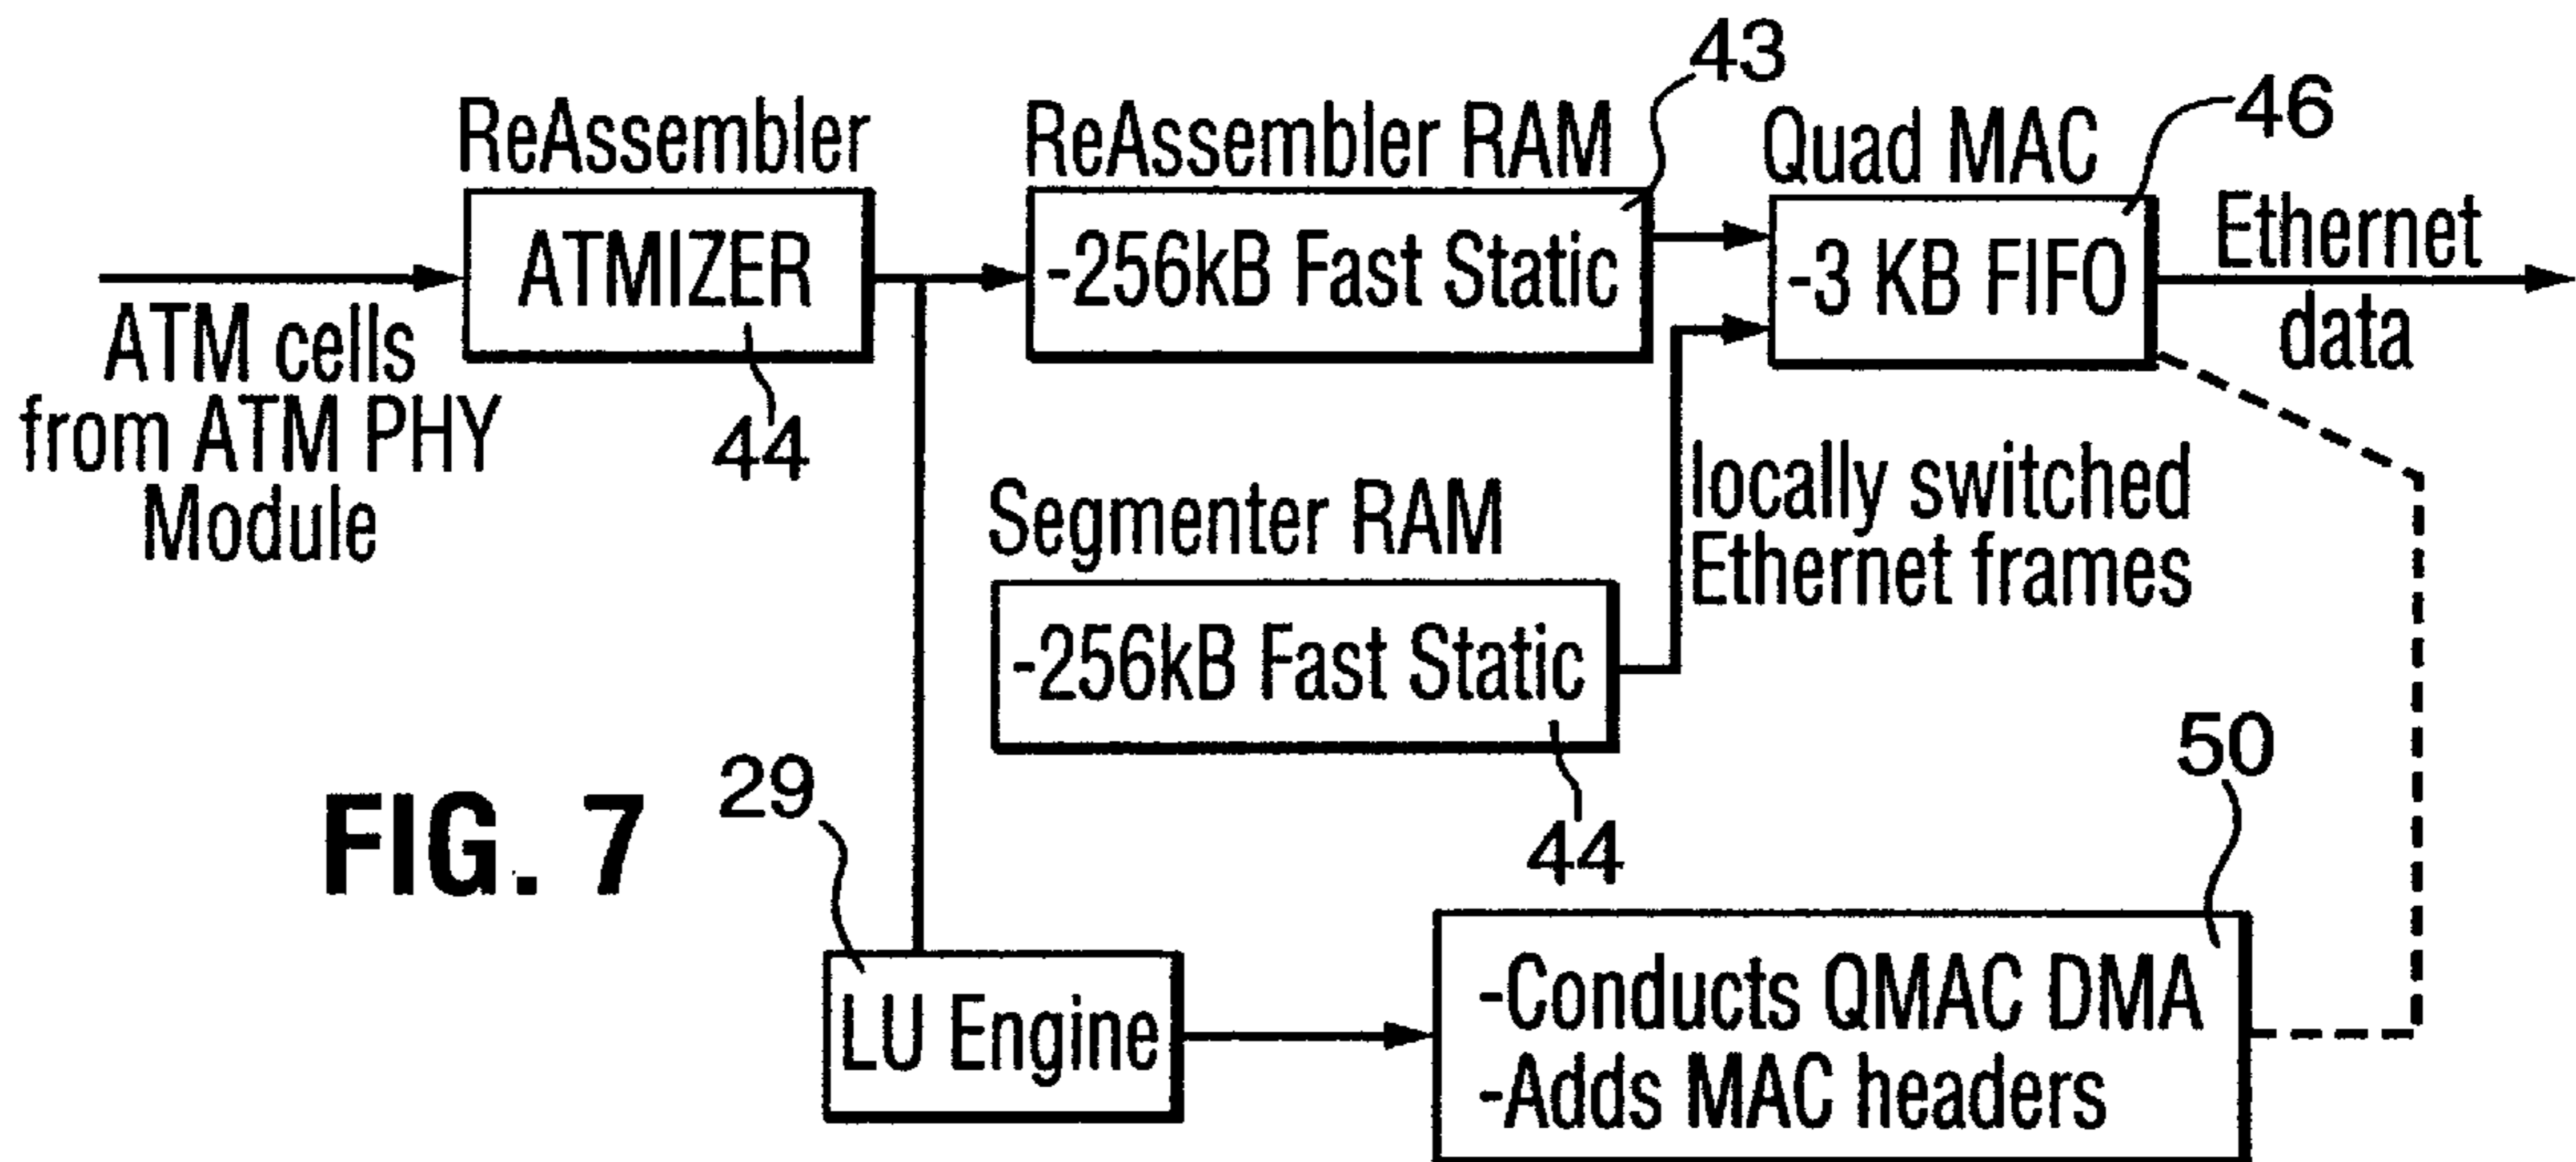 43
ReAssembler
ReAssembler RAM
Quad MAC
46
ATMIZER
-256kB Fast Static
-3 KB FIFO
Ethernet
data
ATM cells
from ATM PHY
Module
44
locally switched
Ethernet frames
Segmenter RAM
-256kB Fast Static
44
FIG. 7
29
50
LU Engine
-Conducts QMAC DMA
-Adds MAC headers